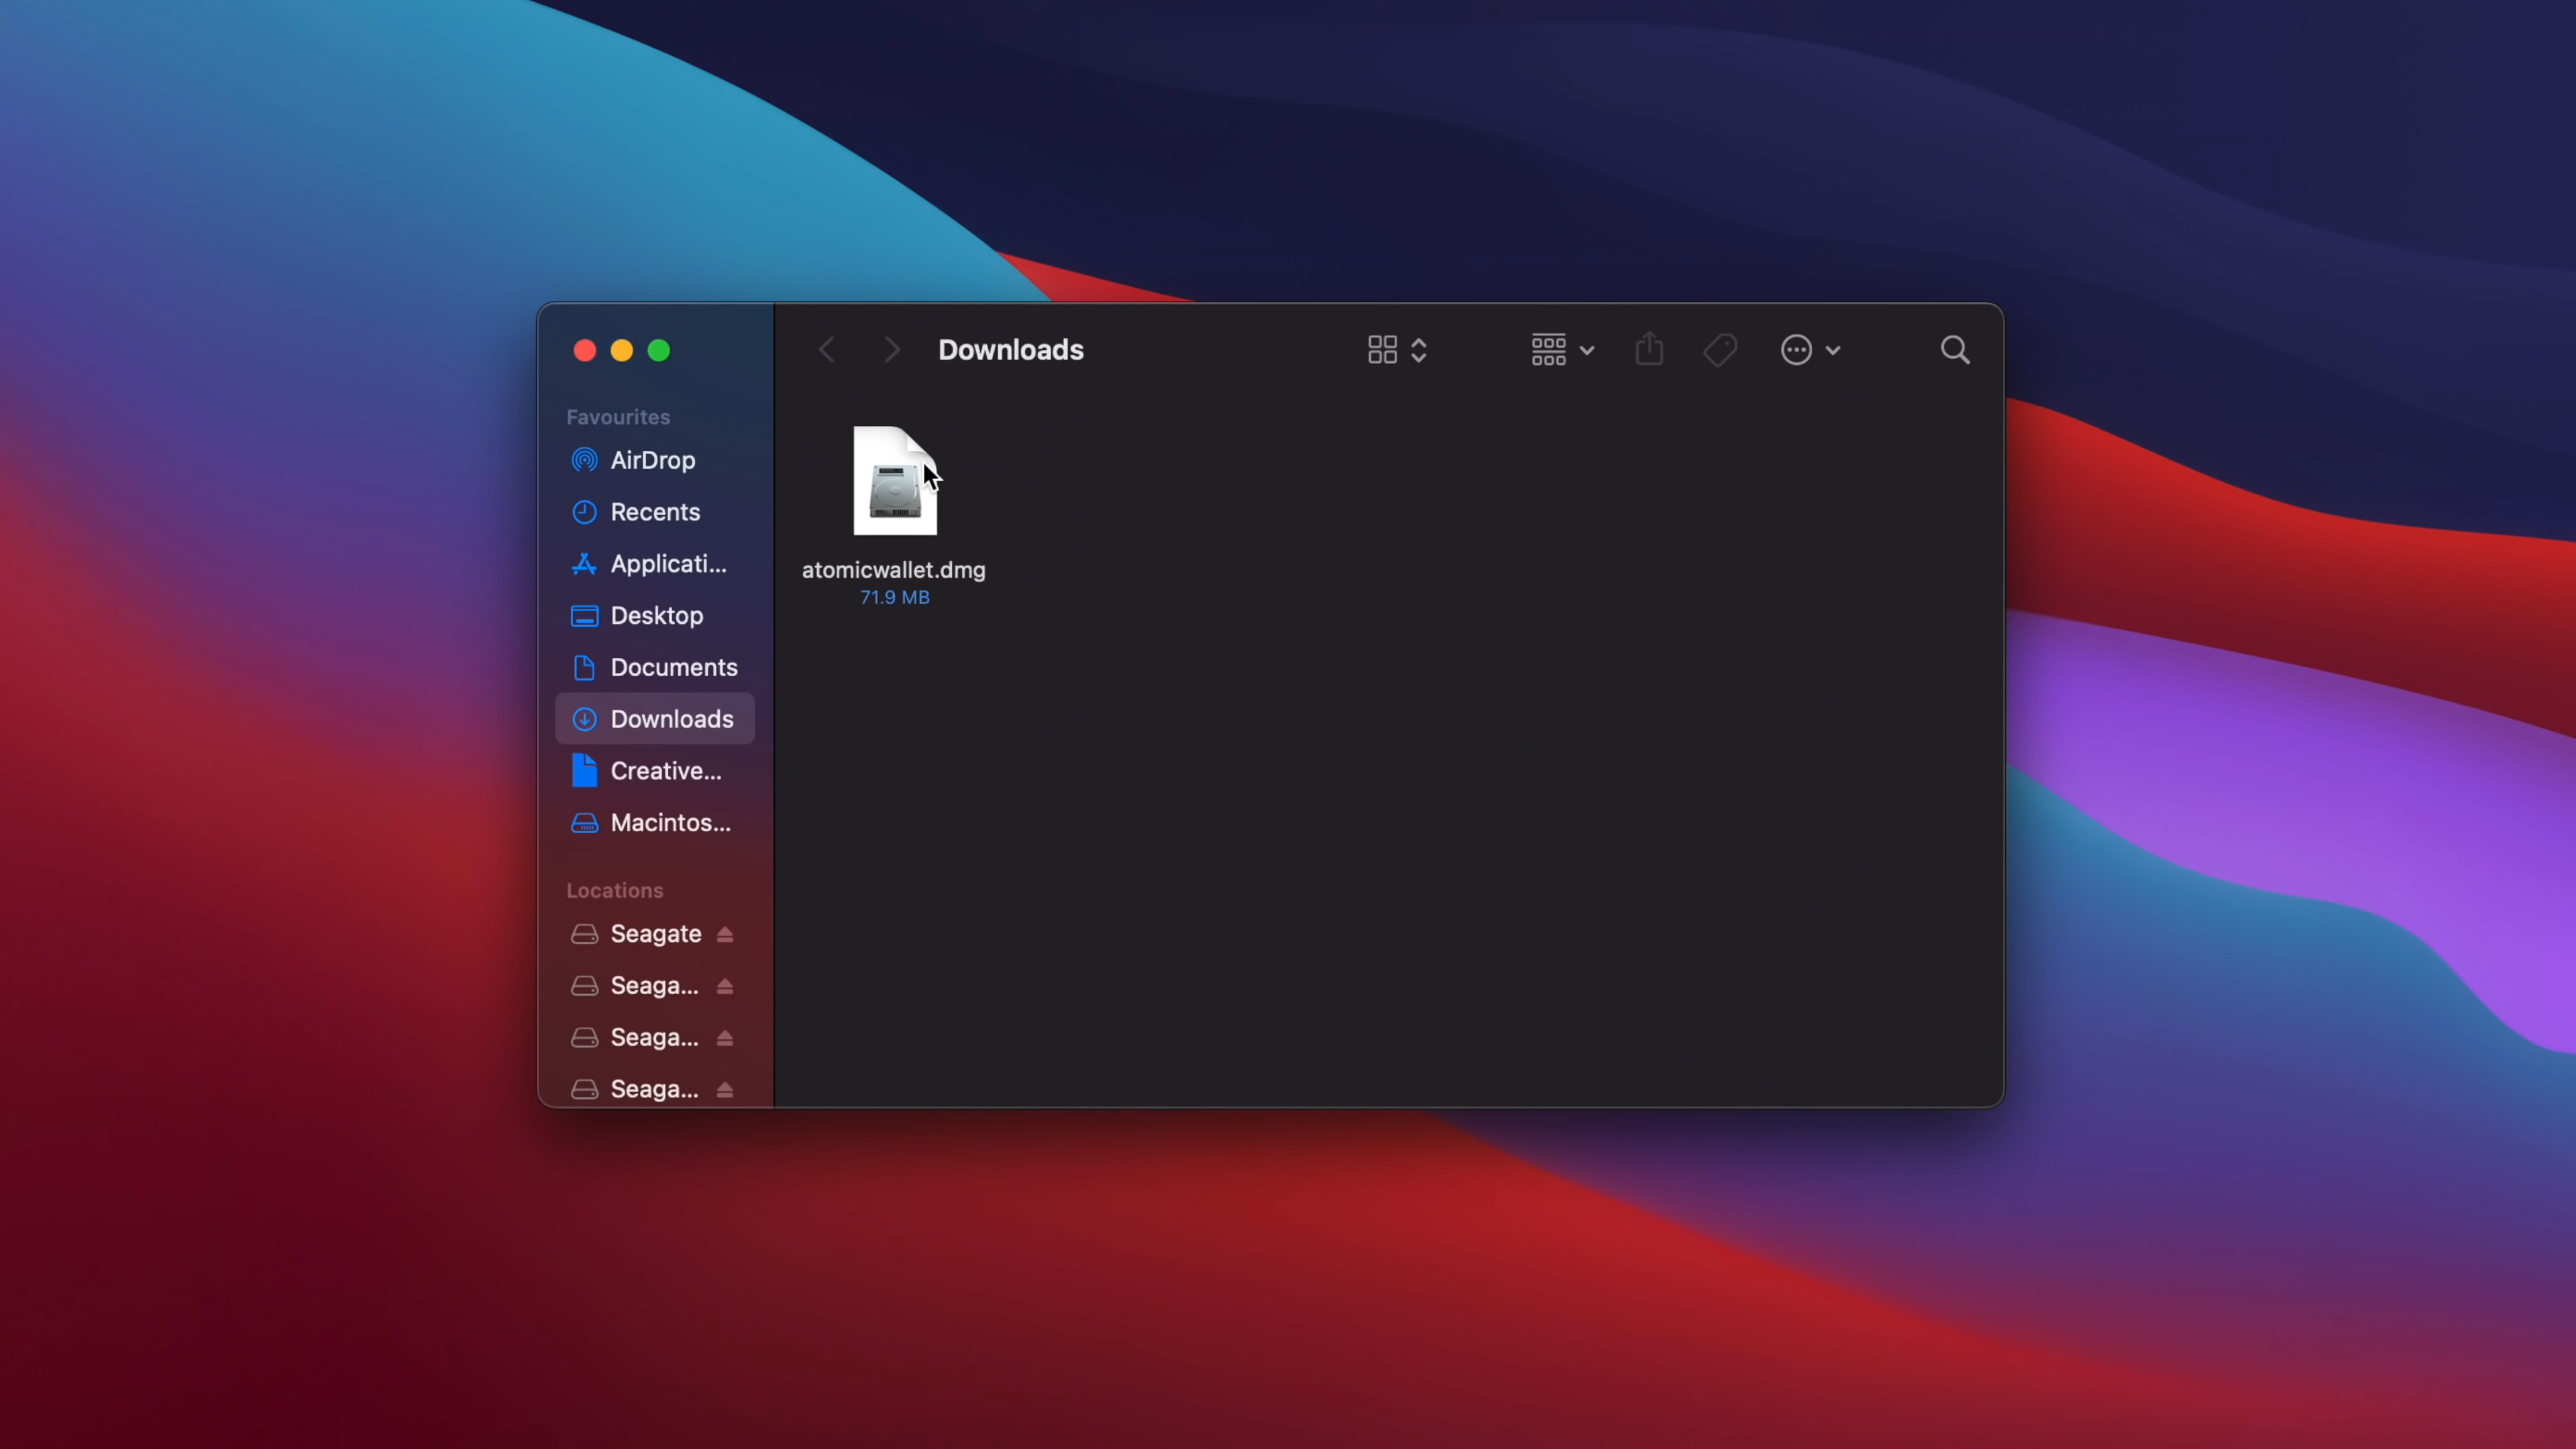 Downloads
Favourites
AirDrop
Recents
Applicati...
Desktop
Documents
Downloads
Creative...
Macintos...
Locations
Seagate
Seaga...
Seaga...
Seaga...
atomicwallet.dmg
71.9 MB